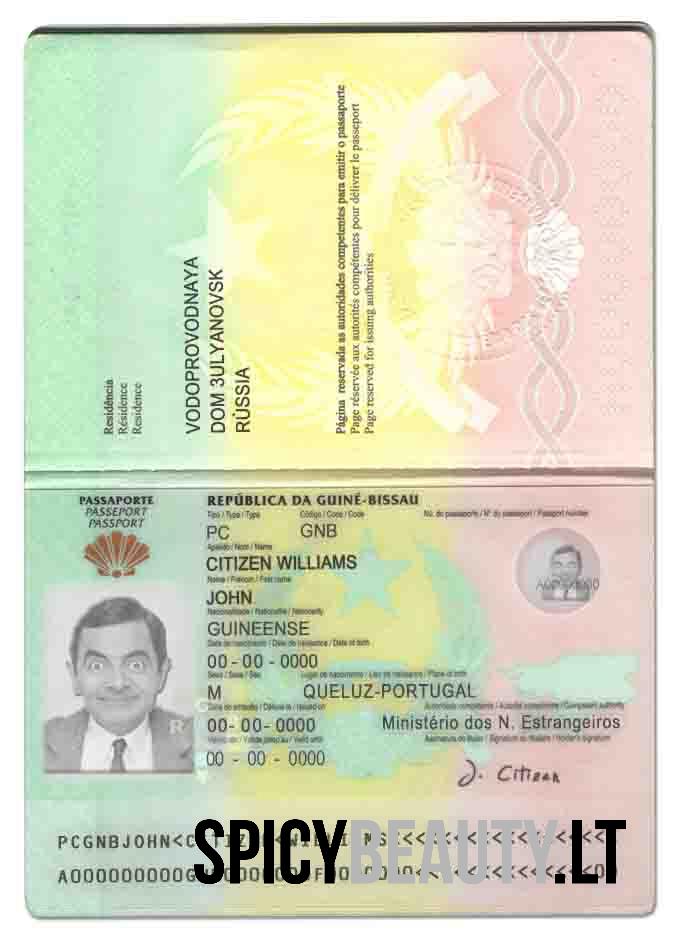 Residência
Résidence
Residence
VODOPROVODNAYA
DOM 3ULYANOVSK
RUSSIA
Página reservada as autoridades competentes para emitir o passaporte
Page réservée aux autorités compétentes pour délivrer le passeport
Page reserved for issuing authorities
PASSAPORTE
PASSEPORT
PASSPORT
REPÚBLICA DA GUINÉ-BISSAU
Tipo / Type / Type Código / Code / Code No. do passaporte / Nº du passeport / Passport number
PC GNB
Apelido / Nom / Name
CITIZEN WILLIAMS
Nome / Prénom / First name
JOHN
Nacionalidade / Nationalité / Nationality
GUINEENSE
Data de nascimento / Date de naissance / Date of birth
00 - 00 - 0000
Sexo / Sexe / Sex Lugar de nascimento / Lieu de naissance / Place of birth
M QUELUZ-PORTUGAL
Data de emissão / Délivré le / Issued on Autoridade competente / Autorité compétente / Competent authority
00- 00 - 0000 Ministério dos N. Estrangeiros
Válido até / Valide jusqu'au / Valid until Assinatura do titular / Signature du titulaire / Holder's signature
00 - 00 - 0000
J. Citizen
R
SPICYBEAUTY.LT